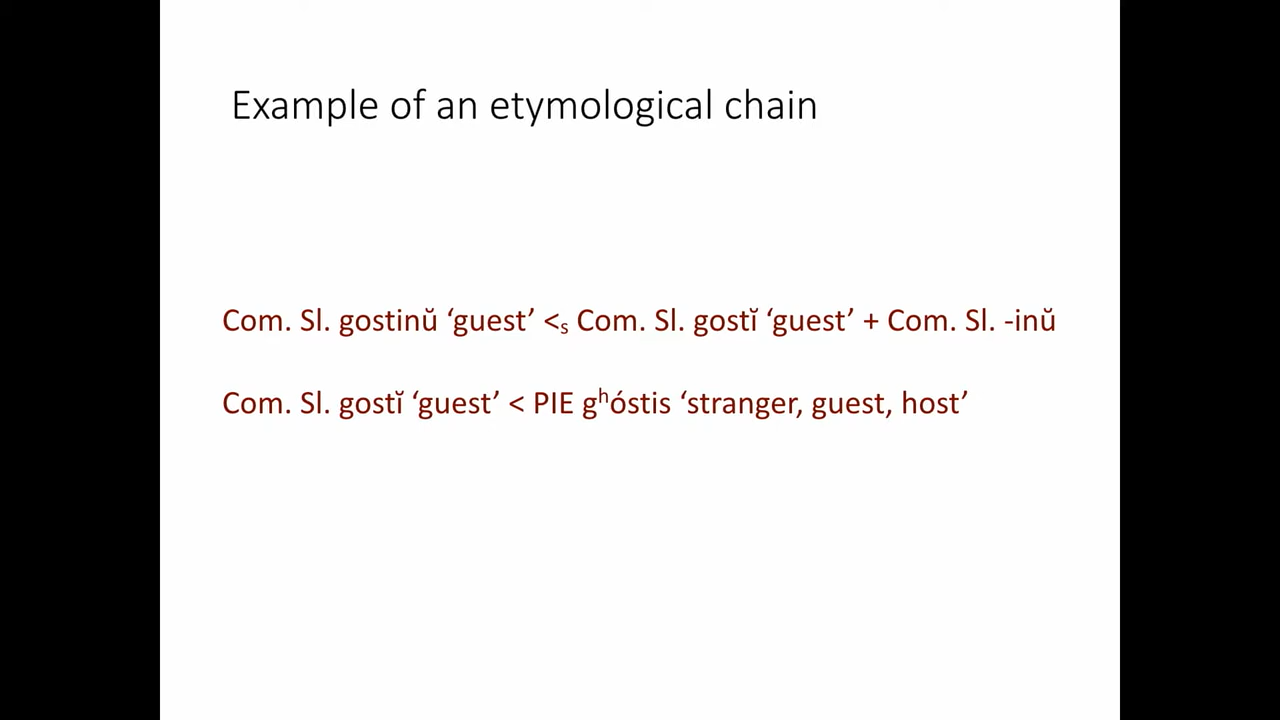 Example of an etymological chain
Com. Sl. gostinŭ ‘guest’ <ₛ Com. Sl. gostĭ ‘guest’ + Com. Sl. -inŭ
Com. Sl. gostĭ ‘guest’ < PIE gʰóstis ‘stranger, guest, host’